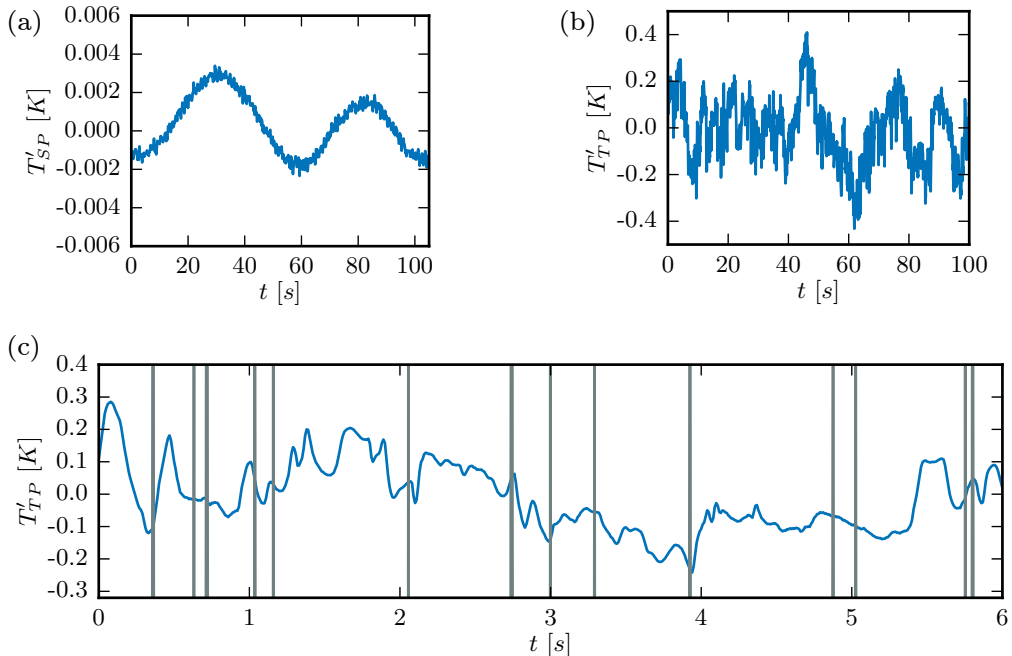 (a)
0.006
0.004
0.002
0.000
-0.002
-0.004
-0.006
T′SP [K]
0 20 40 60 80 100
t [s]
(b)
0.4
0.2
0.0
-0.2
-0.4
T′TP [K]
0 20 40 60 80 100
t [s]
(c)
0.4
0.3
0.2
0.1
0.0
-0.1
-0.2
-0.3
T′TP [K]
0 1 2 3 4 5 6
t [s]